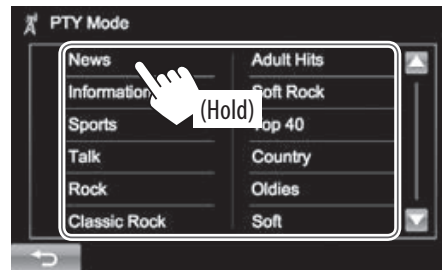 PTY Mode
News
Adult Hits
Information
Soft Rock
(Hold)
Sports
Top 40
Talk
Country
Rock
Oldies
Classic Rock
Soft